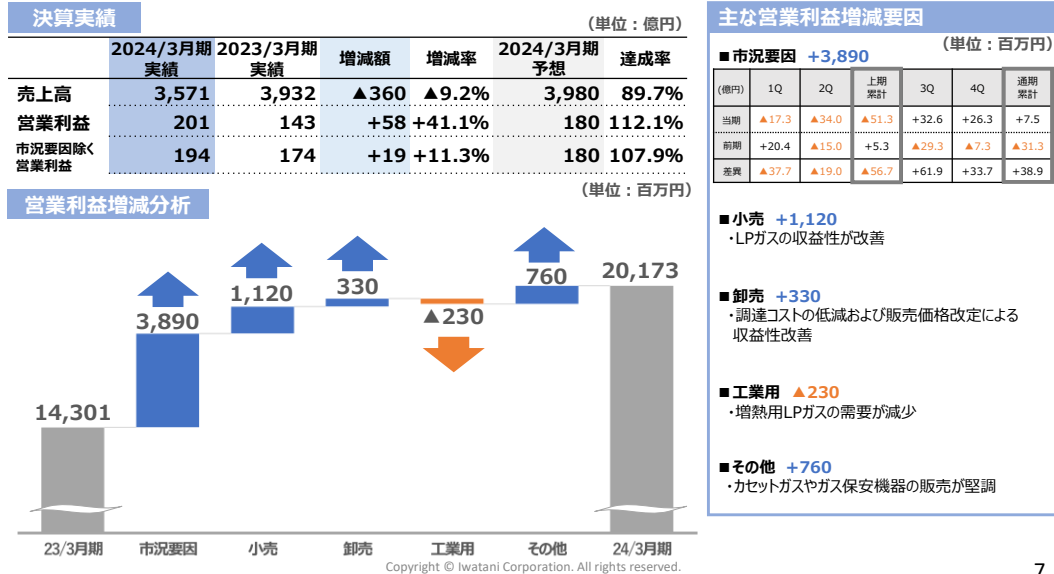 決算実績
（単位：億円）
2024/3月期 2023/3月期 増減額 増減率 2024/3月期 達成率
実績 実績 予想
売上高 3,571 3,932 ▲360 ▲9.2% 3,980 89.7%
営業利益 201 143 +58 +41.1% 180 112.1%
市況要因除く
営業利益 194 174 +19 +11.3% 180 107.9%
（単位：百万円）
営業利益増減分析
14,301
3,890
1,120
330
▲230
760
20,173
23/3月期 市況要因 小売 卸売 工業用 その他 24/3月期
主な営業利益増減要因
（単位：百万円）
■市況要因 +3,890
(億円) 1Q 2Q 上期累計 3Q 4Q 通期累計
当期 ▲17.3 ▲34.0 ▲51.3 +32.6 +26.3 +7.5
前期 +20.4 ▲15.0 +5.3 ▲29.3 ▲7.3 ▲31.3
差異 ▲37.7 ▲19.0 ▲56.7 +61.9 +33.7 +38.9
■小売 +1,120
・LPガスの収益性が改善
■卸売 +330
・調達コストの低減および販売価格改定による
収益性改善
■工業用 ▲230
・増熱用LPガスの需要が減少
■その他 +760
・カセットガスやガス保安機器の販売が堅調
Copyright © Iwatani Corporation. All rights reserved.
7